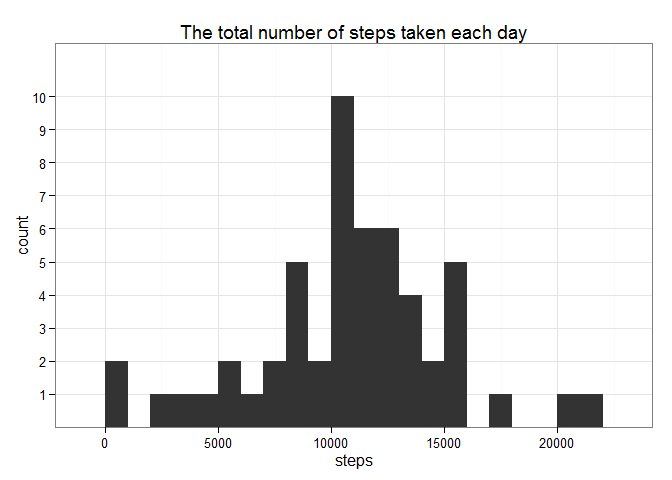 The total number of steps taken each day
10
9
8
7
6
5
4
3
2
1
count
0 5000 10000 15000 20000
steps